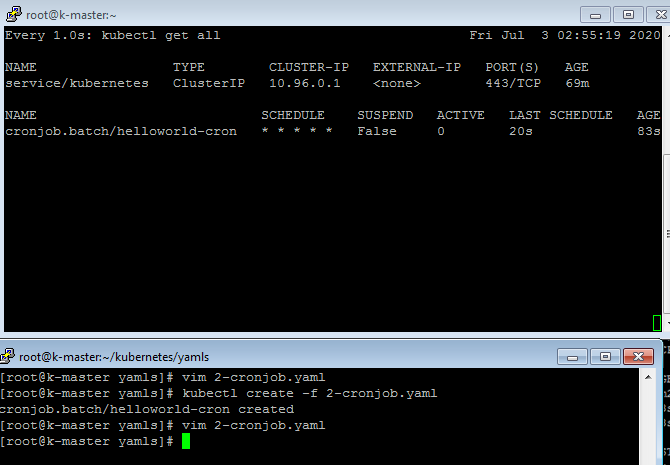 root@k-master:~
Every 1.0s: kubectl get all Fri Jul 3 02:55:19 2020
NAME TYPE CLUSTER-IP EXTERNAL-IP PORT(S) AGE
service/kubernetes ClusterIP 10.96.0.1 <none> 443/TCP 69m
NAME SCHEDULE SUSPEND ACTIVE LAST SCHEDULE AGE
cronjob.batch/helloworld-cron * * * * * False 0 20s 83s
root@k-master:~/kubernetes/yamls
[root@k-master yamls]# vim 2-cronjob.yaml
[root@k-master yamls]# kubectl create -f 2-cronjob.yaml
cronjob.batch/helloworld-cron created
[root@k-master yamls]# vim 2-cronjob.yaml
[root@k-master yamls]#